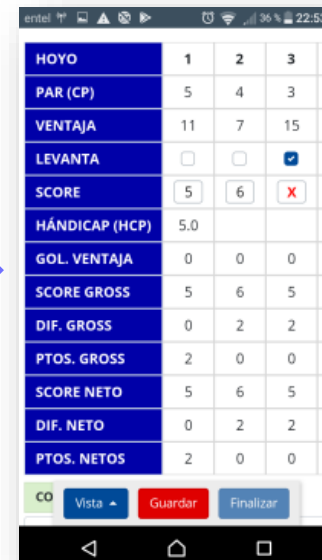 entel 36 % 22:53
HOYO 1 2 3
PAR (CP) 5 4 3
VENTAJA 11 7 15
LEVANTA
SCORE 5 6 X
HÁNDICAP (HCP) 5.0
GOL. VENTAJA 0 0 0
SCORE GROSS 5 6 5
DIF. GROSS 0 2 2
PTOS. GROSS 2 0 0
SCORE NETO 5 6 5
DIF. NETO 0 2 2
PTOS. NETOS 2 0 0
CO
Vista Guardar Finalizar